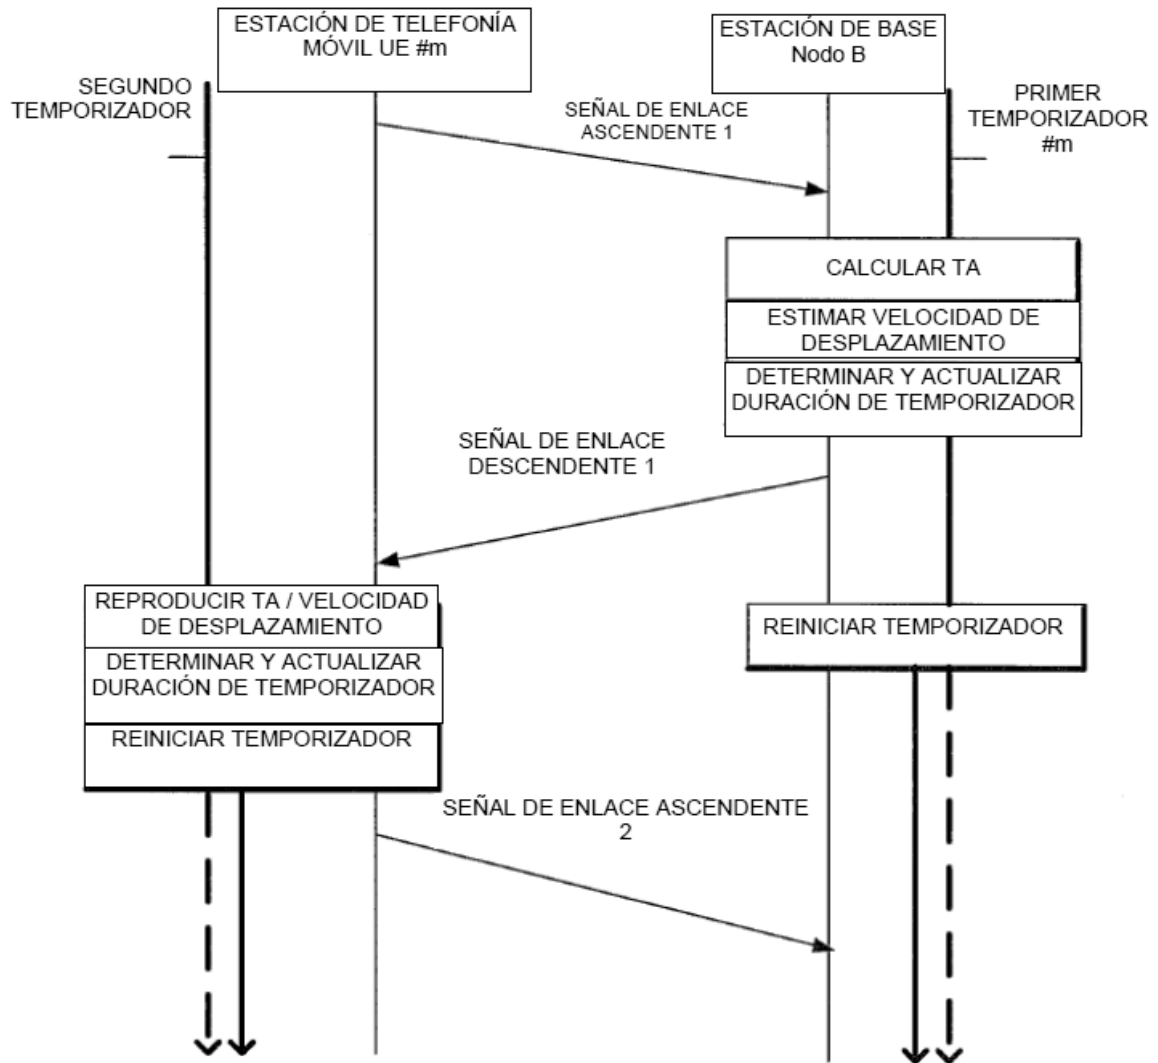 ESTACIÓN DE TELEFONÍA
MÓVIL UE #m
ESTACIÓN DE BASE
Nodo B
SEGUNDO
TEMPORIZADOR
SEÑAL DE ENLACE
ASCENDENTE 1
PRIMER
TEMPORIZADOR
#m
CALCULAR TA
ESTIMAR VELOCIDAD DE
DESPLAZAMIENTO
DETERMINAR Y ACTUALIZAR
DURACIÓN DE TEMPORIZADOR
SEÑAL DE ENLACE
DESCENDENTE 1
REPRODUCIR TA / VELOCIDAD
DE DESPLAZAMIENTO
DETERMINAR Y ACTUALIZAR
DURACIÓN DE TEMPORIZADOR
REINICIAR TEMPORIZADOR
REINICIAR TEMPORIZADOR
SEÑAL DE ENLACE ASCENDENTE
2